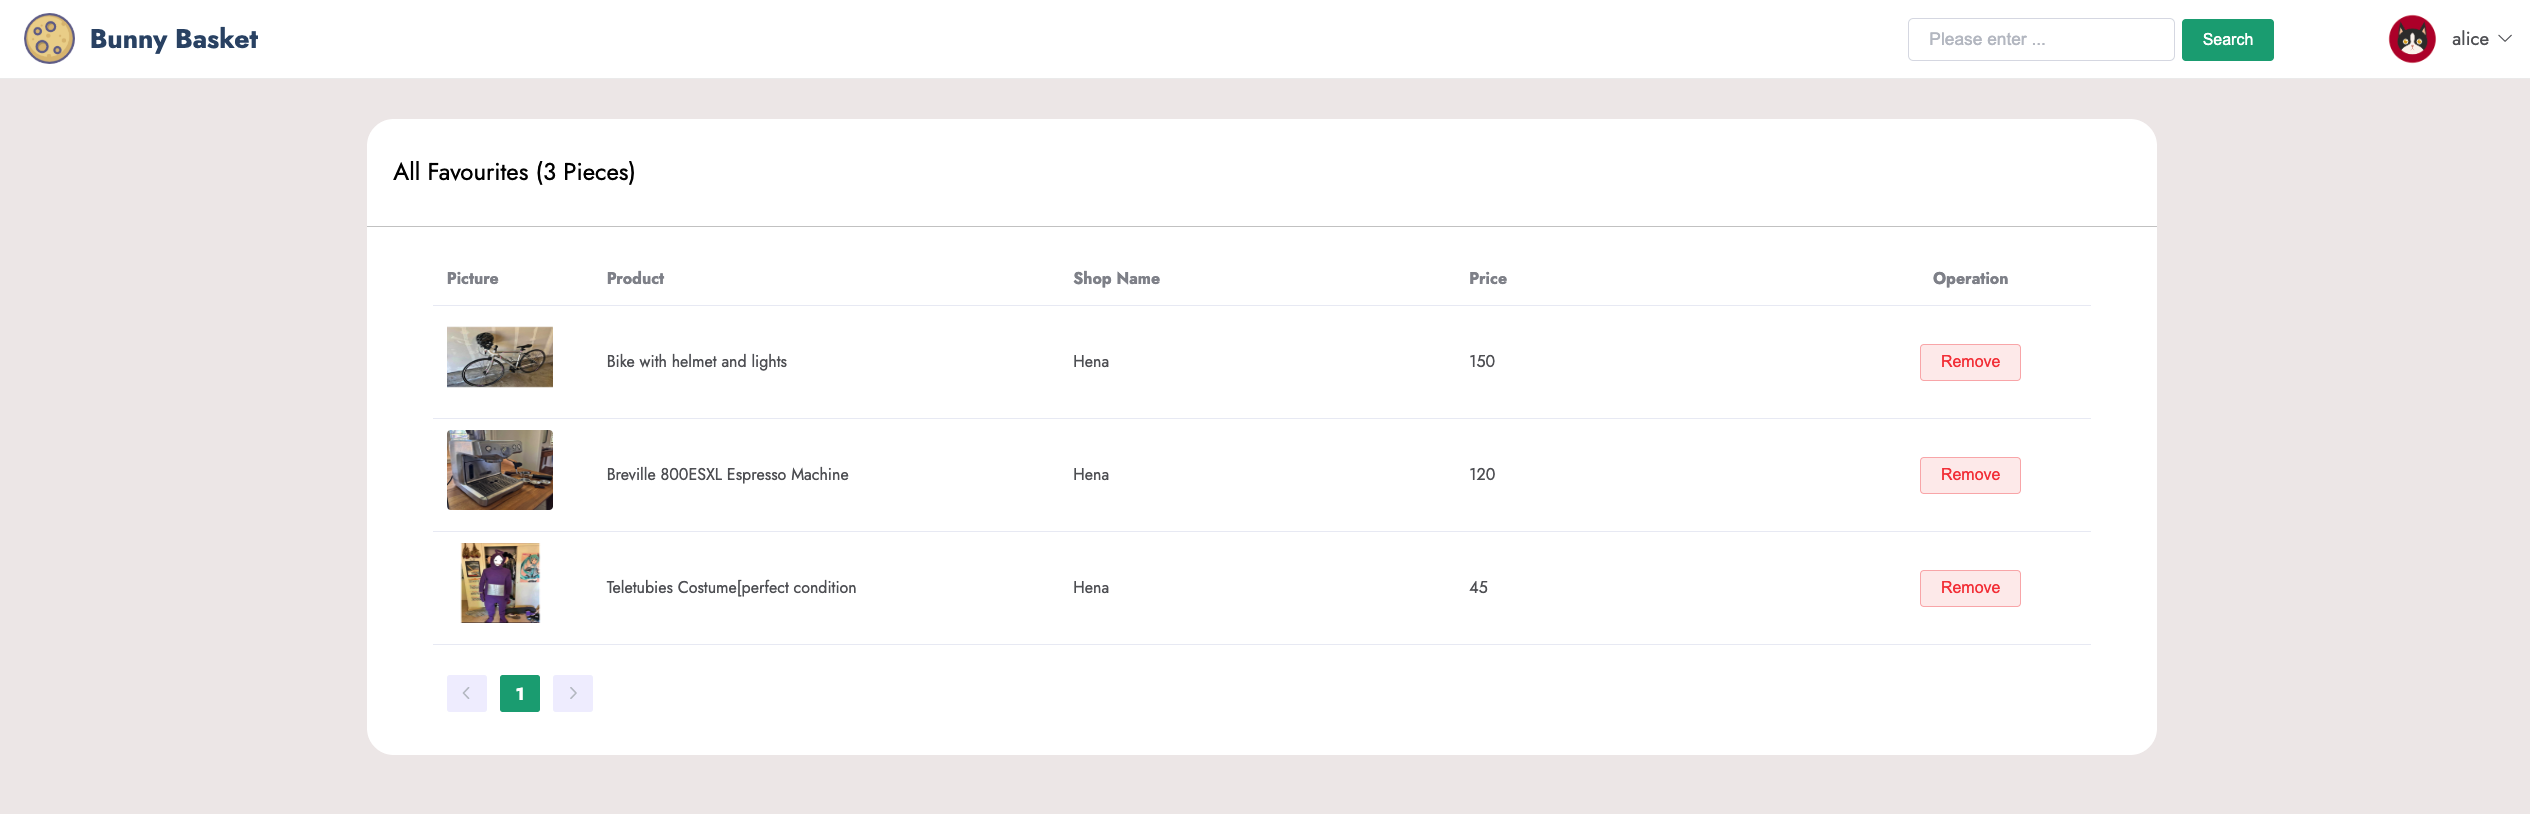 Bunny Basket
Please enter ...
Search
alice
All Favourites (3 Pieces)
Picture Product Shop Name Price Operation
Bike with helmet and lights Hena 150 Remove
Breville 800ESXL Espresso Machine Hena 120 Remove
Teletubies Costume[perfect condition Hena 45 Remove
1